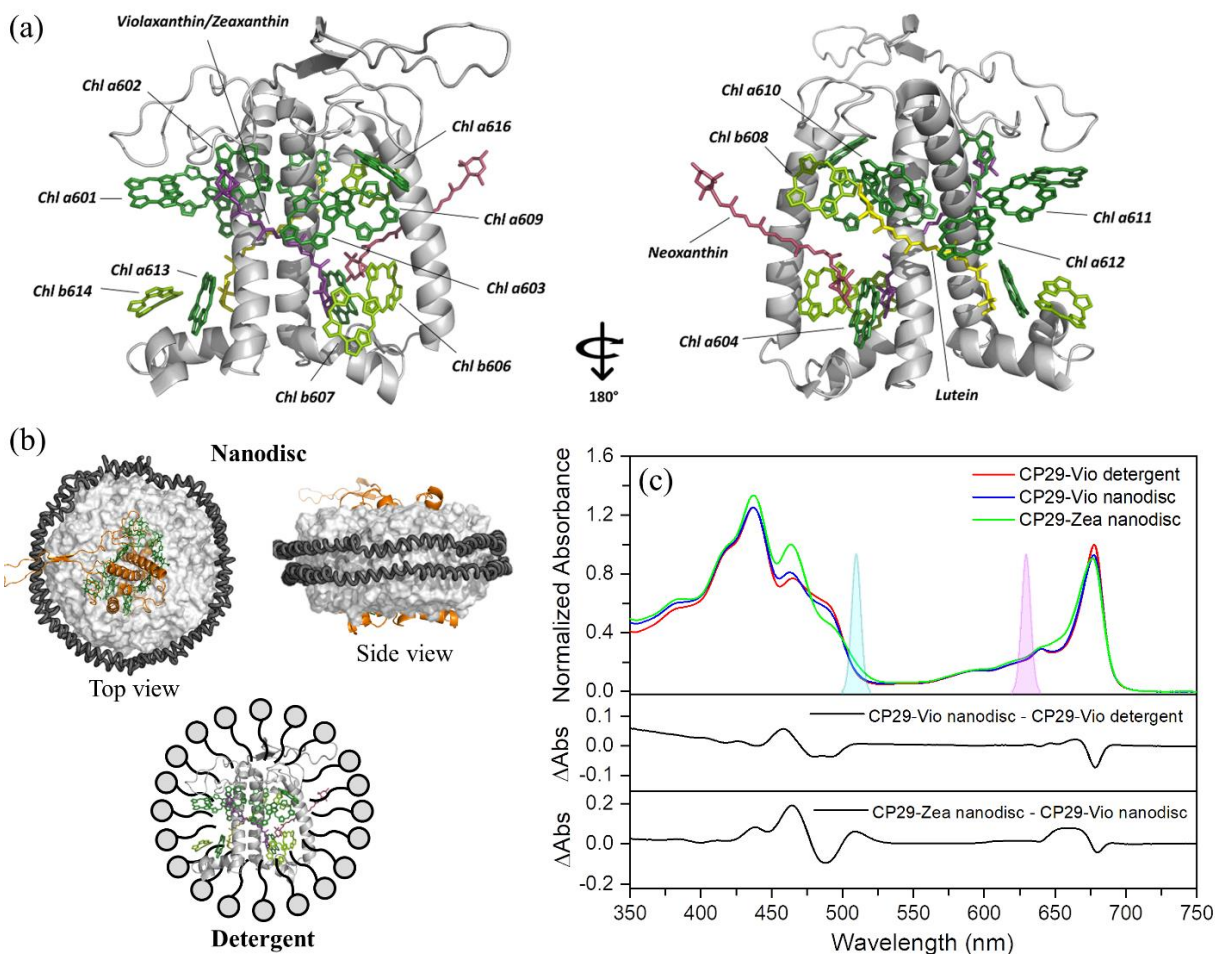 (a)
Violaxanthin/Zeaxanthin
Chl a602
Chl a616
Chl a601
Chl a609
Chl a613
Chl a603
Chl b614
Chl b606
Chl b607
180°
Chl a610
Chl b608
Chl a611
Neoxanthin
Chl a612
Chl a604
Lutein
(b)
Nanodisc
Top view
Side view
Detergent
(c)
CP29-Vio detergent
CP29-Vio nanodisc
CP29-Zea nanodisc
Normalized Absorbance
1.6
1.2
0.8
0.4
0.0
CP29-Vio nanodisc - CP29-Vio detergent
ΔAbs
0.1
0.0
-0.1
CP29-Zea nanodisc - CP29-Vio nanodisc
ΔAbs
0.2
0.0
-0.2
350 400 450 500 550 600 650 700 750
Wavelength (nm)